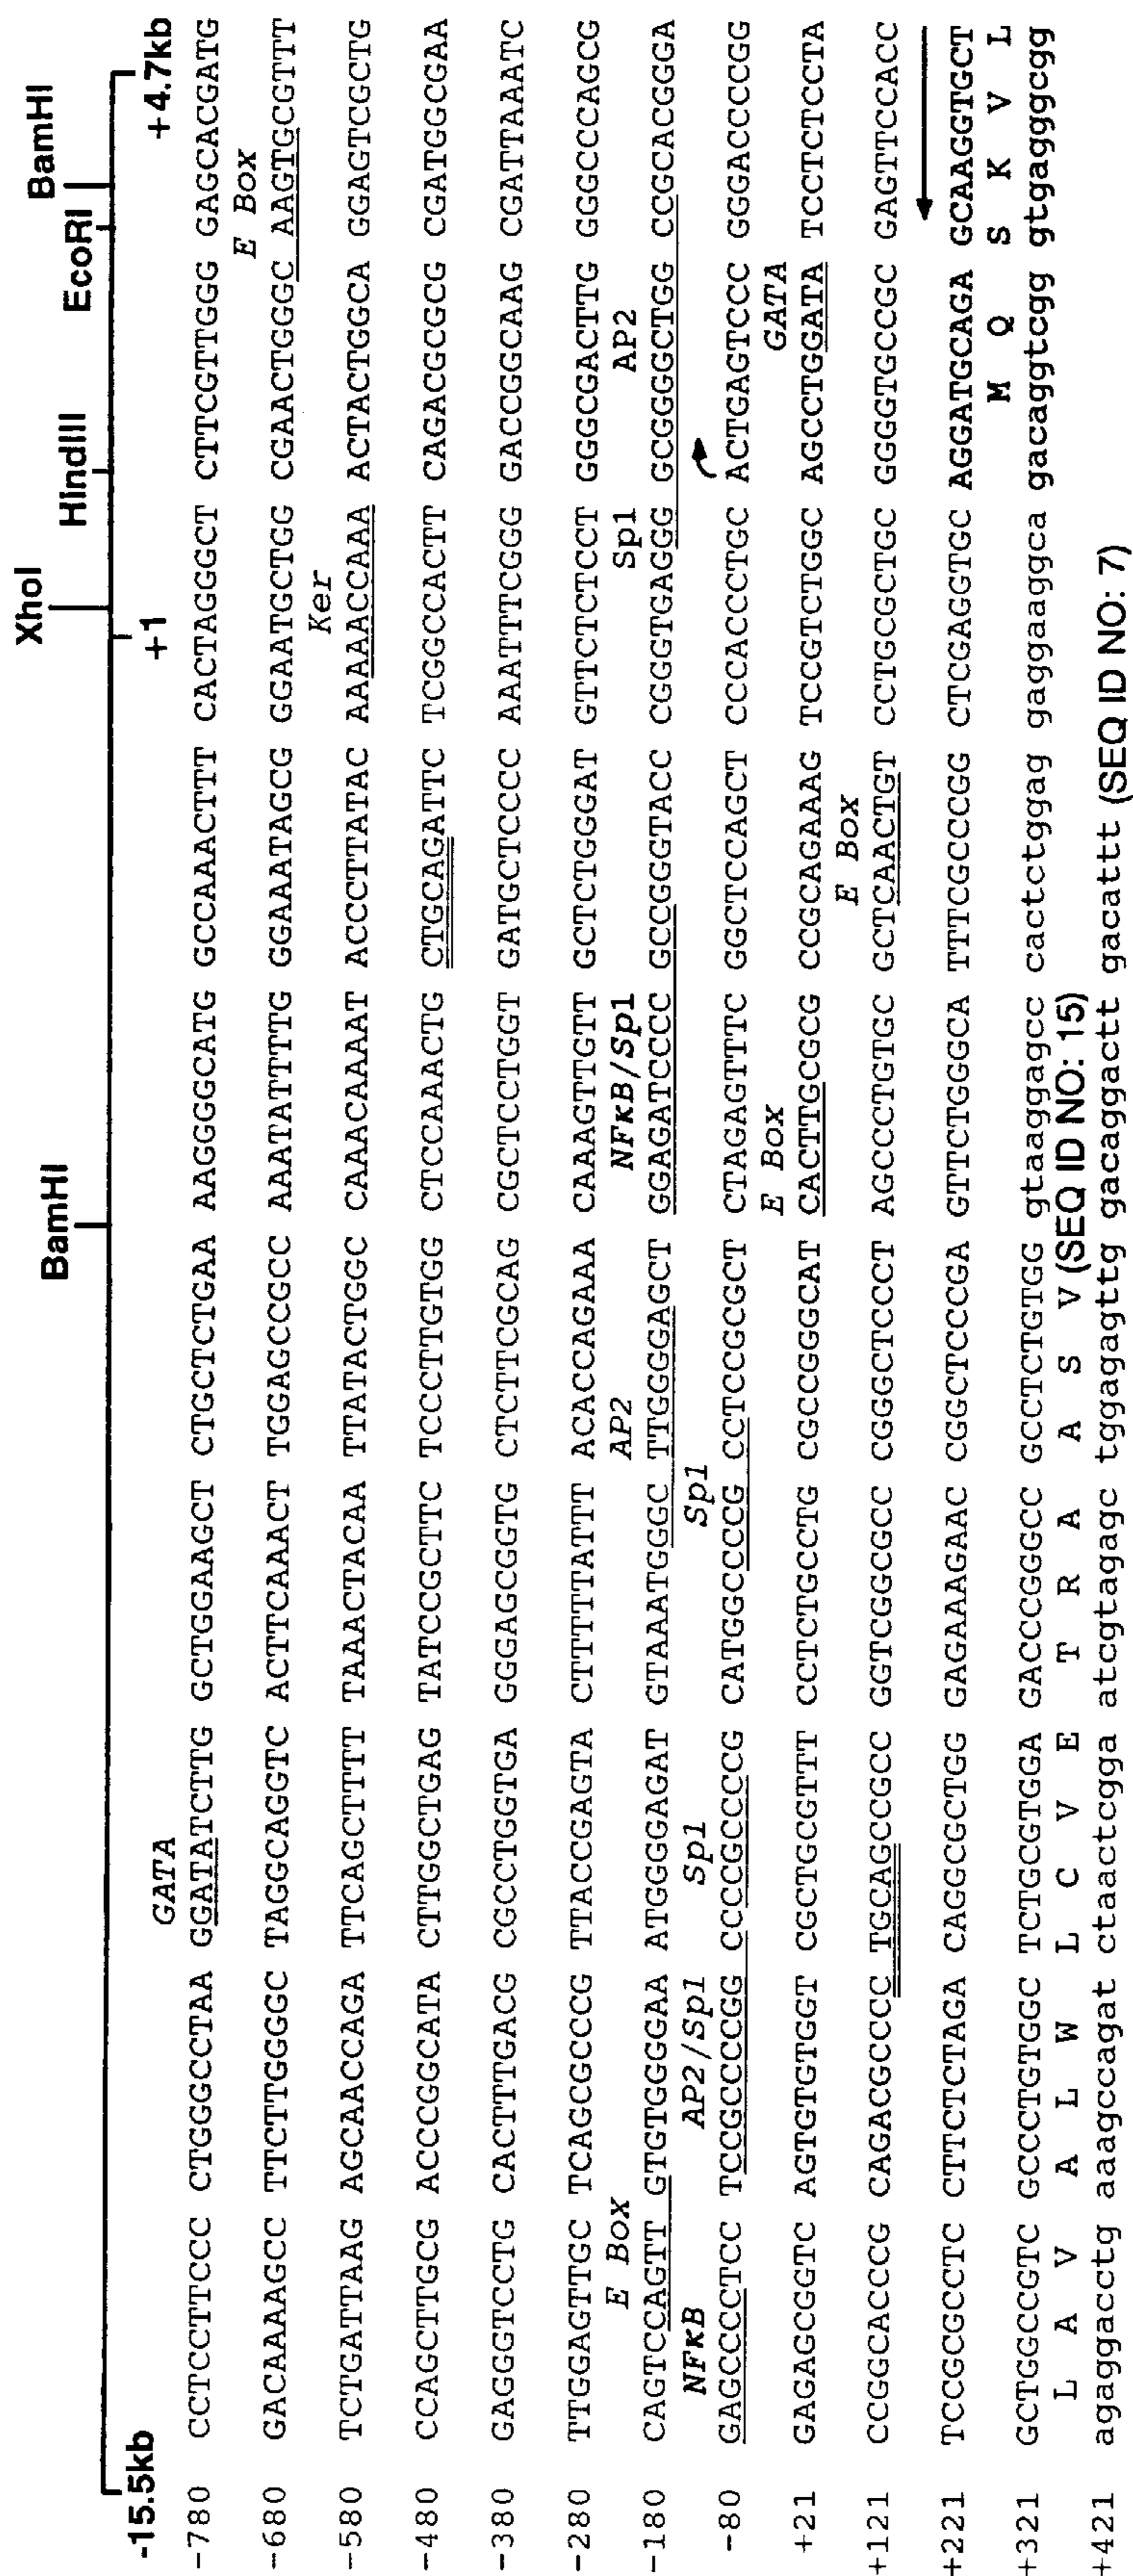 XhoI
BamHI HindIII EcoRI BamHI
-15.5kb +1 +4.7kb
GATA
-780 CCTCCTTCCC CTGGGCCTAA GGATATCTTG GCTGGAAGCT CTGCTCTGAA AAGGGGCATG GCCAAACTTT CACTAGGGCT CTTCGTTGGG GAGCACGATG
E Box
-680 GACAAAAGCC TTCTTGGGGC TAGGCAGGTC ACTTCAAACT TGGAGCCGCC AAATATTTTG GGAAATAGCG GGAATGCTGG CGAACTGGGC AAGTGCGTTT
Ker
-580 TCTGATTAAG AGCAACCAGA TTCAGCTTTT TAAACTACAA TTATACTGGC CAAACAAAAT ACCCTTATAC AAAAACCAAA ACTACTGGCA GGAGTCGCTG
-480 CCAGCTTGCG ACCCGGCATA CTTGGCTGAG TATCCGCTTC TCCCTTGTGG CTCCAAACTG CTGCAGATTC TCGGCCACTT CAGACGCGCG CGATGGCGAA
-380 GAGGGTCCTG CACTTTGACG CGCCTGGTGA GGGAGCGGTG CTCTTCGCAG CGCTCCTGGT GATGCTCCCC AAATTTCGGG GACCGGCAAG CGATTAAATC
-280 TTGGAGTTGC TCAGCGCCCG TTACCGAGTA CTTTTTATTT ACACCAGAAA CAAAGTTGTT GCTCTGGGAT GTTCTCTCCT GGGCGACTTG GGGCCCAGCG
E Box AP2 NFκB/Sp1 Sp1 AP2
-180 CAGTCCAGTT GTGTGGGGAA ATGGGGAGAT GTAAATGGGC TTGGGGAGCT GGAGATCCCC GCCGGGTACC CGGGTGAGGG GCGGGGCTGG CCGCACGGGA
NFκB AP2/Sp1 Sp1 Sp1
-80 GAGCCCCTCC TCCGCCCCGG CCCCGCCCCG CATGGCCCCG CCTCCGCGCT CTAGAGTTTC GGCTCCAGCT CCCACCCTGC ACTGAGTCCC GGGACCCCGG
E Box GATA
+21 GAGAGCGGTC AGTGTGTGGT CGCTGCGTTT CCTCTGCCTG CGCCGGGCAT CACTTGCGCG CCGCAGAAAG TCCGTCTGGC AGCCTGGATA TCCTCTCCTA
E Box
+121 CCGGCACCCG CAGACGCCCC TGCAGCCGCC GGTCGGCGCC CGGGCTCCCT AGCCCTGTGC GCTCAACTGT CCTGCGCTGC GGGGTGCCGC GAGTTCCACC
+221 TCCGCGCCTC CTTCTCTAGA CAGGCGCTGG GAGAAAGAAC CGGCTCCCGA GTTCTGGGCA TTTCGCCCGG CTCGAGGTGC AGGATGCAGA GCAAGGTGCT
M Q S K V L
+321 GCTGGCCGTC GCCCTGTGGC TCTGCGTGGA GACCCGGGCC GCCTCTGTGG gtaaggagcc cactctggag gaggaaggca gacaggtcgg gtgagggcgg
L A V A L W L C V E T R A A S V (SEQ ID NO: 15)
+421 agaggacctg aaagccagat ctaactcgga atcgtagagc tggagagttg gacaggactt gacattt (SEQ ID NO: 7)